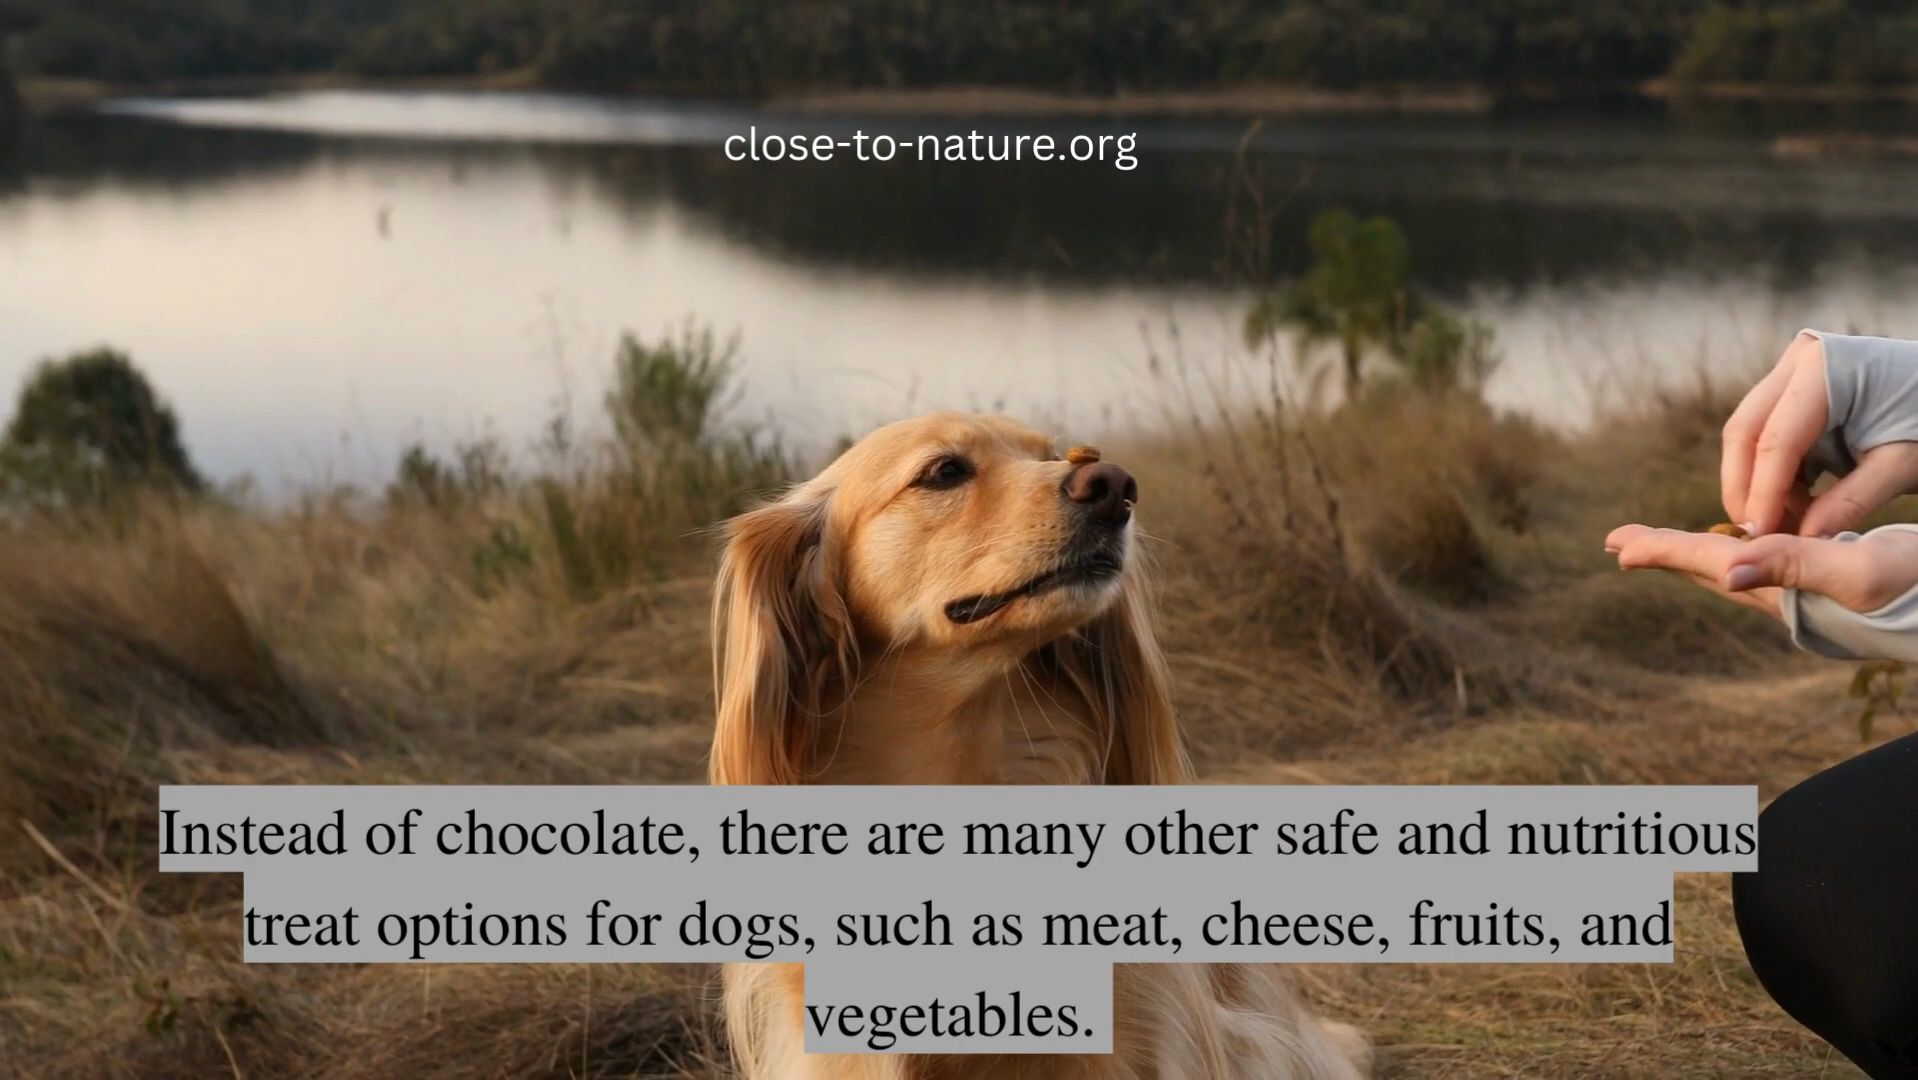 close-to-nature.org
Instead of chocolate, there are many other safe and nutritious
treat options for dogs, such as meat, cheese, fruits, and
vegetables.